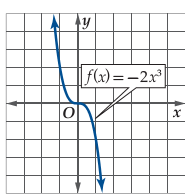 y
f(x) = −2x³
O
x